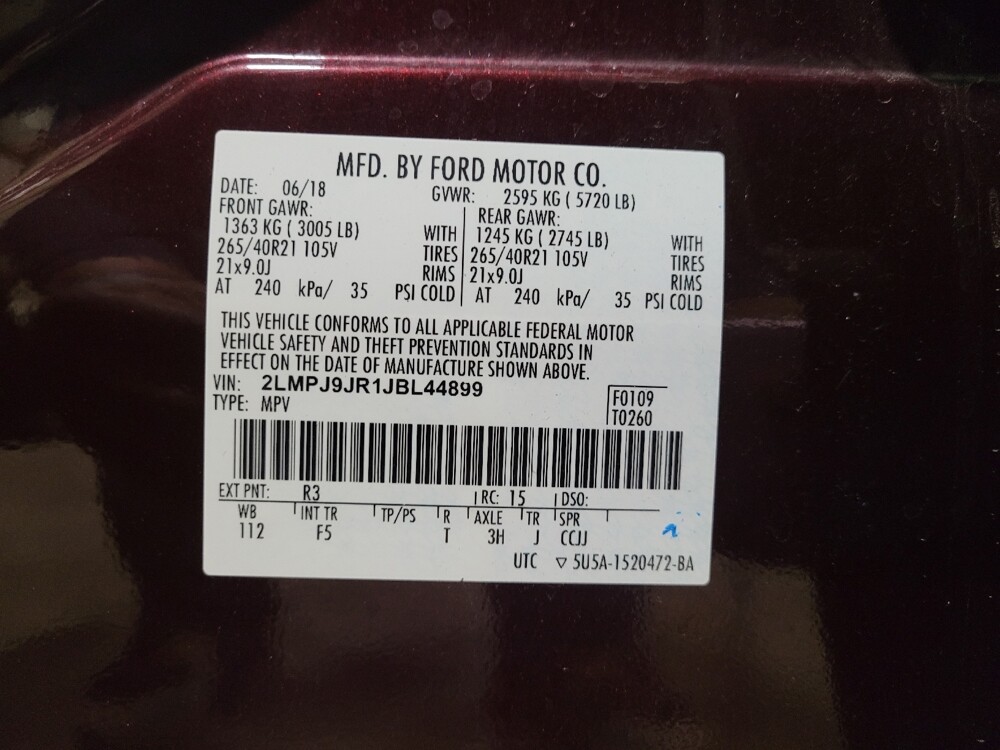 MFD. BY FORD MOTOR CO.
DATE: 06/18 GVWR: 2595 KG ( 5720 LB)
FRONT GAWR: REAR GAWR:
1363 KG ( 3005 LB) WITH 1245 KG ( 2745 LB) WITH
265/40R21 105V TIRES 265/40R21 105V TIRES
21x9.0J RIMS 21x9.0J RIMS
AT 240 kPa/ 35 PSI COLD AT 240 kPa/ 35 PSI COLD
THIS VEHICLE CONFORMS TO ALL APPLICABLE FEDERAL MOTOR
VEHICLE SAFETY AND THEFT PREVENTION STANDARDS IN
EFFECT ON THE DATE OF MANUFACTURE SHOWN ABOVE.
VIN: 2LMPJ9JR1JBL44899
TYPE: MPV
F0109
T0260
EXT PNT: R3 RC: 15 DSO:
WB INT TR TP/PS R AXLE TR SPR
112 F5 T 3H J CCJJ
UTC ▽ 5U5A-1520472-BA